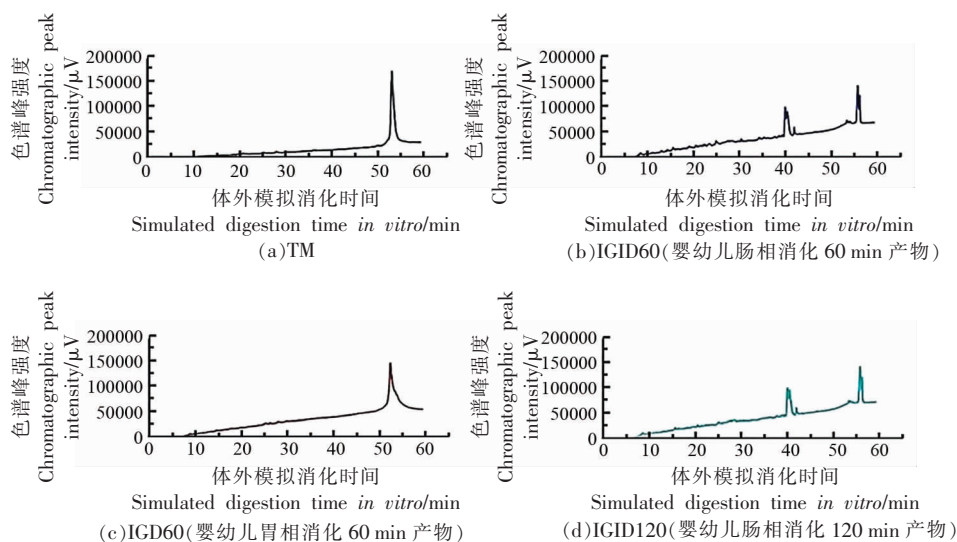 色谱峰强度
Chromatographic peak
intensity/μV
200000
150000
100000
50000
0
0 10 20 30 40 50 60
体外模拟消化时间
Simulated digestion time in vitro/min
(a)TM
色谱峰强度
Chromatographic peak
intensity/μV
200000
150000
100000
50000
0
0 10 20 30 40 50 60
体外模拟消化时间
Simulated digestion time in vitro/min
(b)IGID60(婴幼儿肠相消化 60 min 产物)
色谱峰强度
Chromatographic peak
intensity/μV
200000
150000
100000
50000
0
0 10 20 30 40 50 60
体外模拟消化时间
Simulated digestion time in vitro/min
(c)IGD60(婴幼儿胃相消化 60 min 产物)
色谱峰强度
Chromatographic peak
intensity/μV
200000
150000
100000
50000
0
0 10 20 30 40 50 60
体外模拟消化时间
Simulated digestion time in vitro/min
(d)IGID120(婴幼儿肠相消化 120 min 产物)